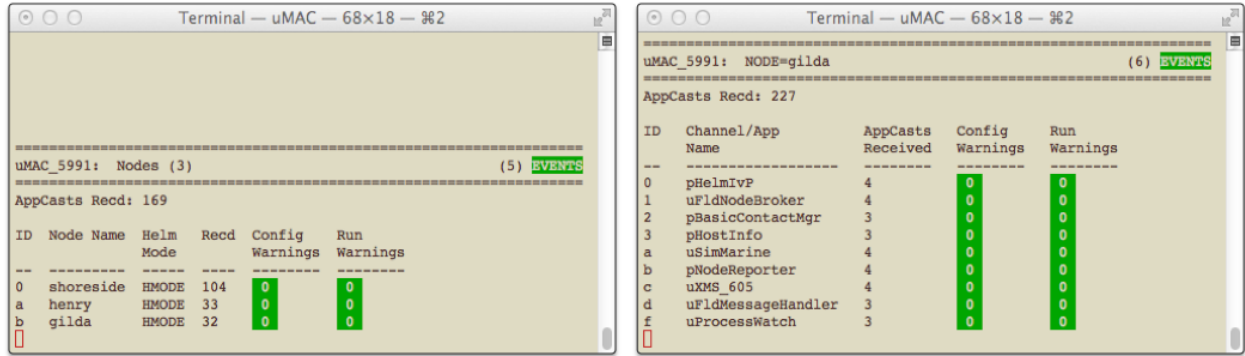 Terminal — uMAC — 68×18 — ⌘2
====================================================================
uMAC_5991:  Nodes (3)                                     (5) EVENTS
====================================================================
AppCasts Recd: 169
ID  Node Name  Helm   Recd  Config    Run
               Mode         Warnings  Warnings
--  ---------  -----  ----  --------  --------
0   shoreside  HMODE  104   0         0
a   henry      HMODE  33    0         0
b   gilda      HMODE  32    0         0
Terminal — uMAC — 68×18 — ⌘2
====================================================================
uMAC_5991:  NODE=gilda                                    (6) EVENTS
====================================================================
AppCasts Recd: 227
ID   Channel/App          AppCasts   Config     Run
     Name                 Received   Warnings   Warnings
--   ------------------   --------   --------   --------
0    pHelmIvP             4          0          0
1    uFldNodeBroker       4          0          0
2    pBasicContactMgr     3          0          0
3    pHostInfo            3          0          0
a    uSimMarine           4          0          0
b    pNodeReporter        4          0          0
c    uXMS_605             4          0          0
d    uFldMessageHandler   3          0          0
f    uProcessWatch        3          0          0